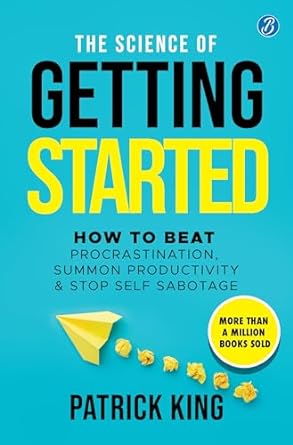 B
THE SCIENCE OF
GETTING
STARTED
HOW TO BEAT
PROCRASTINATION,
SUMMON PRODUCTIVITY
& STOP SELF SABOTAGE
MORE THAN
A MILLION
BOOKS SOLD
PATRICK KING